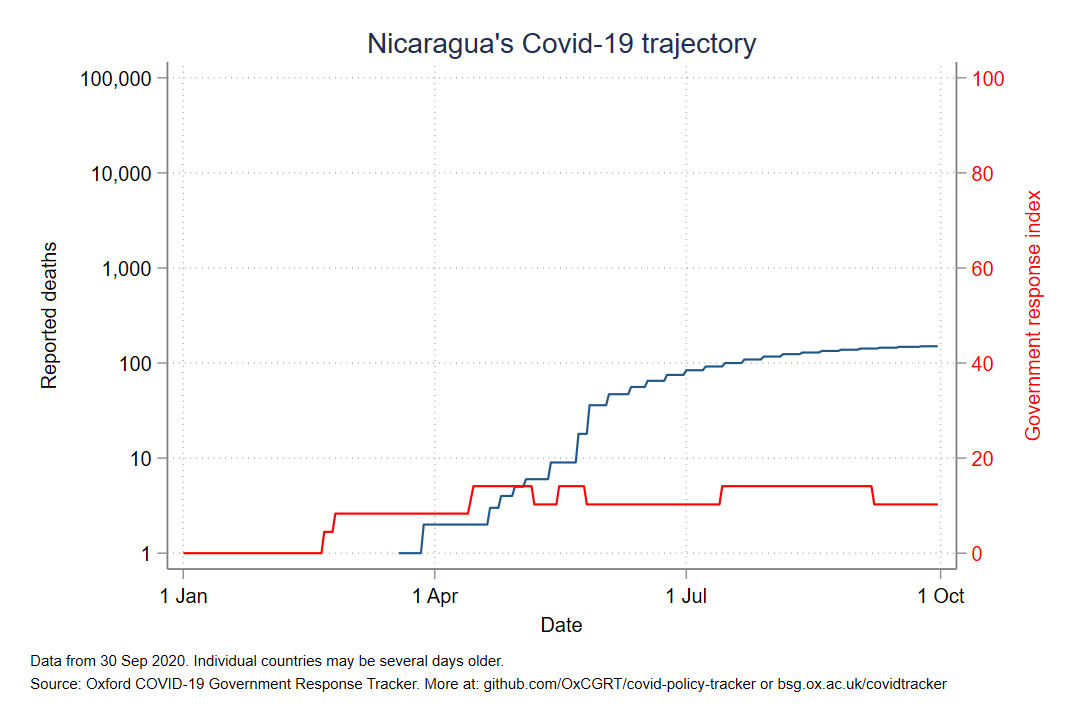 Nicaragua's Covid-19 trajectory
100,000
10,000
1,000
100
10
1
Reported deaths
100
80
60
40
20
0
Government response index
1 Jan
1 Apr
1 Jul
1 Oct
Date
Data from 30 Sep 2020. Individual countries may be several days older.
Source: Oxford COVID-19 Government Response Tracker. More at: github.com/OxCGRT/covid-policy-tracker or bsg.ox.ac.uk/covidtracker